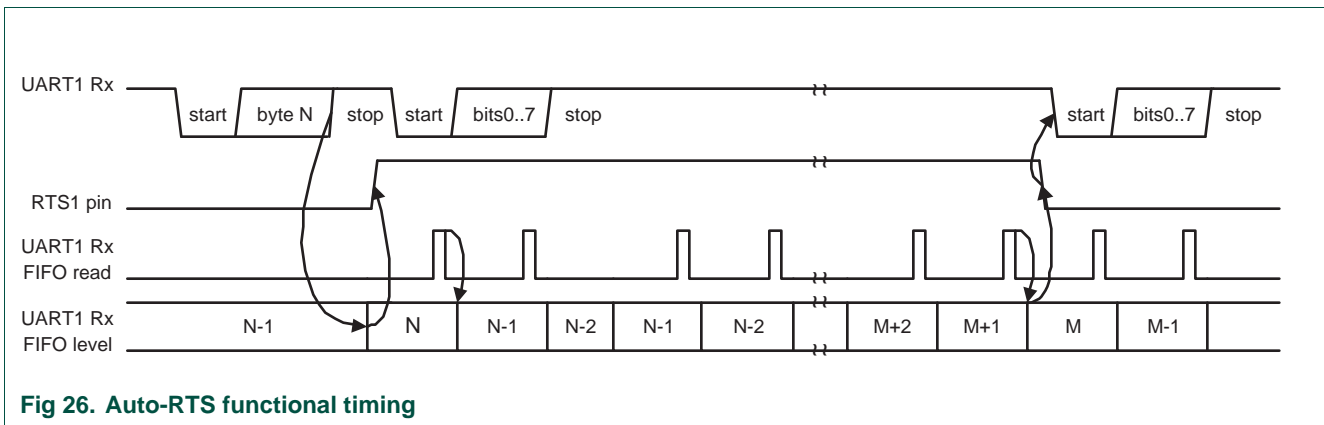 UART1 Rx
start byte N stop start bits0..7 stop
start bits0..7 stop
RTS1 pin
UART1 Rx
FIFO read
UART1 Rx
FIFO level
N-1 N N-1 N-2 N-1 N-2 M+2 M+1 M M-1
Fig 26. Auto-RTS functional timing